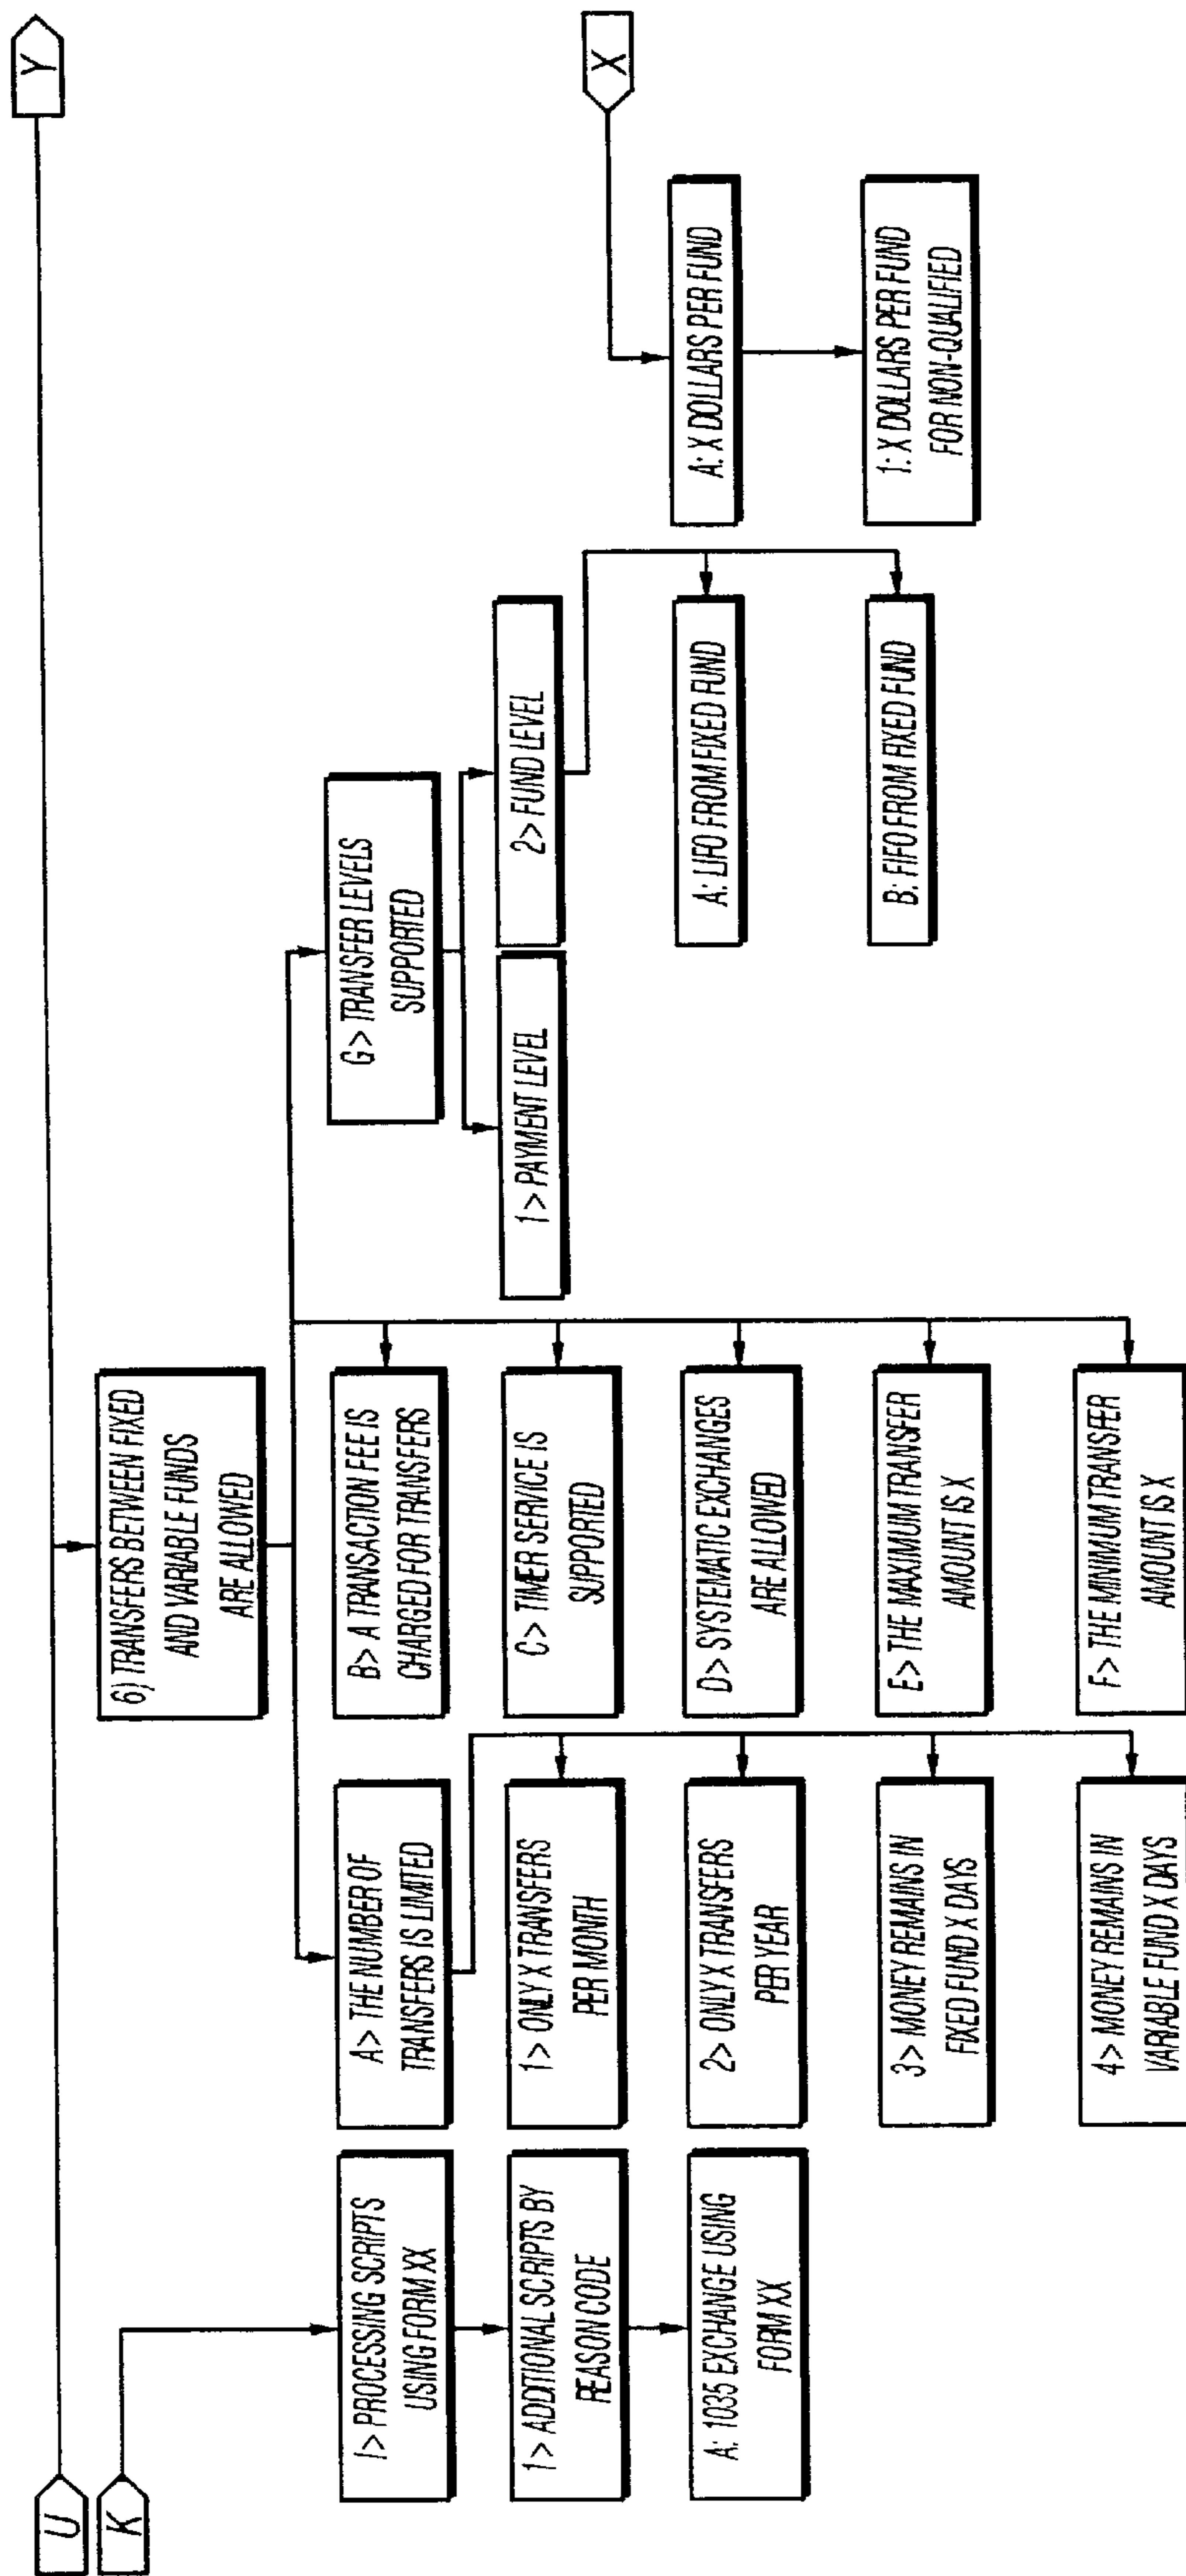 U
Y
K
6) TRANSFERS BETWEEN FIXED
AND VARIABLE FUNDS
ARE ALLOWED
I> PROCESSING SCRIPTS
USING FORM XX
1> ADDITIONAL SCRIPTS BY
REASON CODE
A: 1035 EXCHANGE USING
FORM XX
A> THE NUMBER OF
TRANSFERS IS LIMITED
1> ONLY X TRANSFERS
PER MONTH
2> ONLY X TRANSFERS
PER YEAR
3> MONEY REMAINS IN
FIXED FUND X DAYS
4> MONEY REMAINS IN
VARIABLE FUND X DAYS
B> A TRANSACTION FEE IS
CHARGED FOR TRANSFERS
C> TIMER SERVICE IS
SUPPORTED
D> SYSTEMATIC EXCHANGES
ARE ALLOWED
E> THE MAXIMUM TRANSFER
AMOUNT IS X
F> THE MINIMUM TRANSFER
AMOUNT IS X
G> TRANSFER LEVELS
SUPPORTED
1> PAYMENT LEVEL
2> FUND LEVEL
A: LIFO FROM FIXED FUND
B: FIFO FROM FIXED FUND
X
A: X DOLLARS PER FUND
1: X DOLLARS PER FUND
FOR NON-QUALIFIED